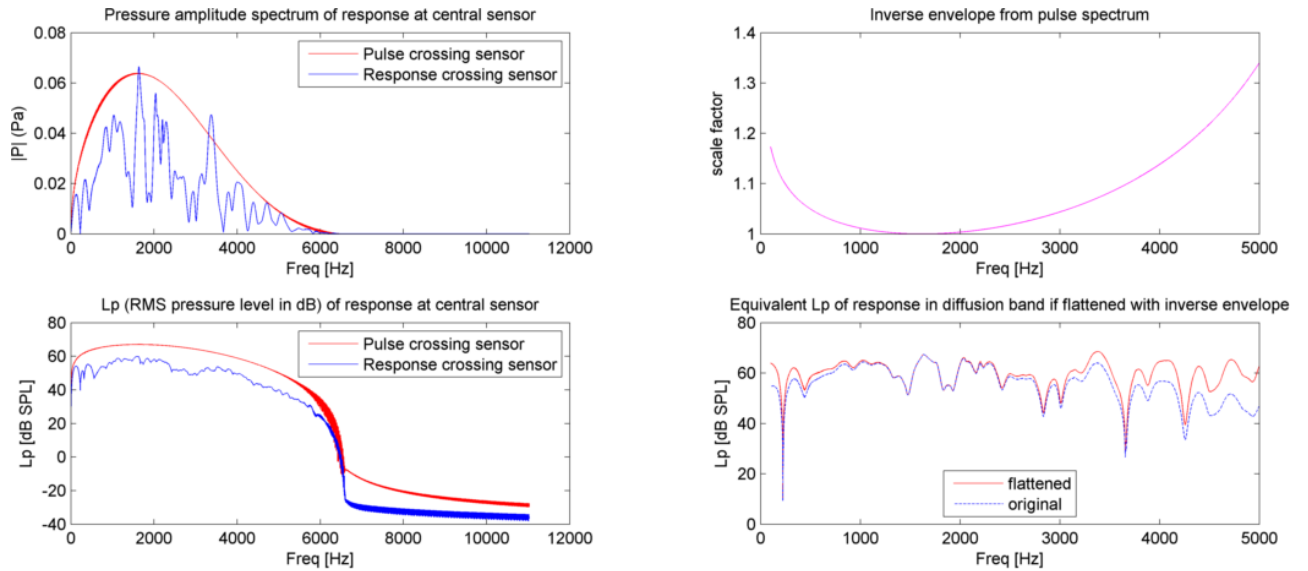 Pressure amplitude spectrum of response at central sensor
0.08
0.06
0.04
0.02
0
|P| (Pa)
Pulse crossing sensor
Response crossing sensor
0 2000 4000 6000 8000 10000 12000
Freq [Hz]
Inverse envelope from pulse spectrum
1.4
1.3
1.2
1.1
1
scale factor
0 1000 2000 3000 4000 5000
Freq [Hz]
Lp (RMS pressure level in dB) of response at central sensor
80
60
40
20
0
-20
-40
Lp [dB SPL]
Pulse crossing sensor
Response crossing sensor
0 2000 4000 6000 8000 10000 12000
Freq [Hz]
Equivalent Lp of response in diffusion band if flattened with inverse envelope
80
60
40
20
0
Lp [dB SPL]
flattened
original
0 1000 2000 3000 4000 5000
Freq [Hz]